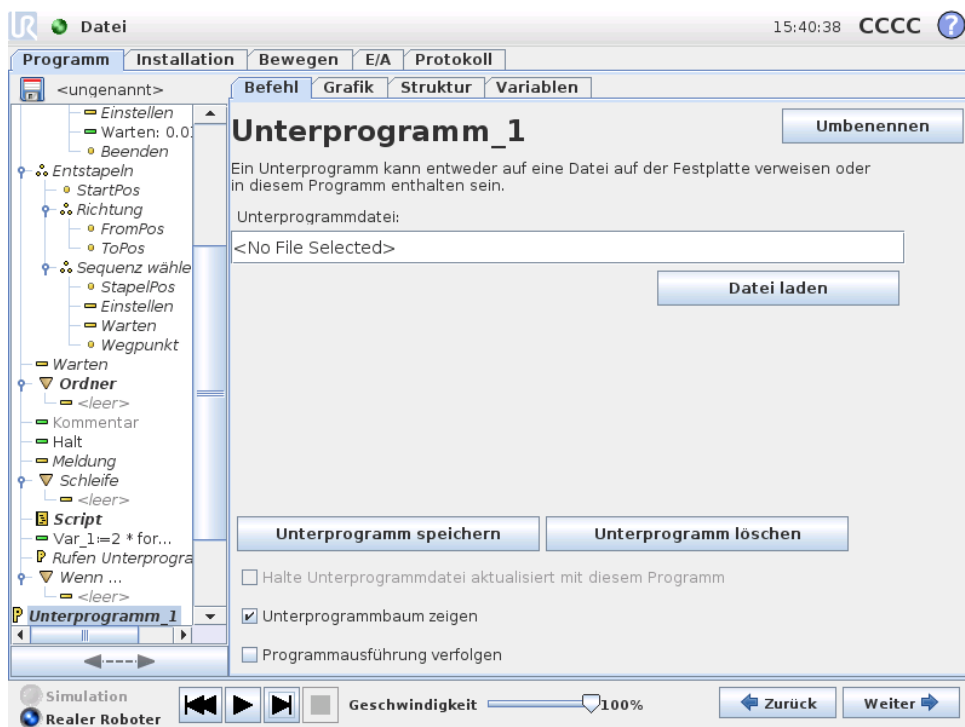 UR Datei 15:40:38 CCCC ?
Programm Installation Bewegen E/A Protokoll
<ungenannt>
Befehl Grafik Struktur Variablen
Einstellen
Warten: 0.01
Beenden
Entstapeln
StartPos
Richtung
FromPos
ToPos
Sequenz wähle
StapelPos
Einstellen
Warten
Wegpunkt
Warten
Ordner
<leer>
Kommentar
Halt
Meldung
Schleife
<leer>
Script
Var_1:=2 * for...
P Rufen Unterprogra
Wenn ...
<leer>
P Unterprogramm_1
Unterprogramm_1
Umbenennen
Ein Unterprogramm kann entweder auf eine Datei auf der Festplatte verweisen oder
in diesem Programm enthalten sein.
Unterprogrammdatei:
<No File Selected>
Datei laden
Unterprogramm speichern Unterprogramm löschen
Halte Unterprogrammdatei aktualisiert mit diesem Programm
Unterprogrammbaum zeigen
Programmausführung verfolgen
Simulation
Realer Roboter
Geschwindigkeit 100%
Zurück Weiter